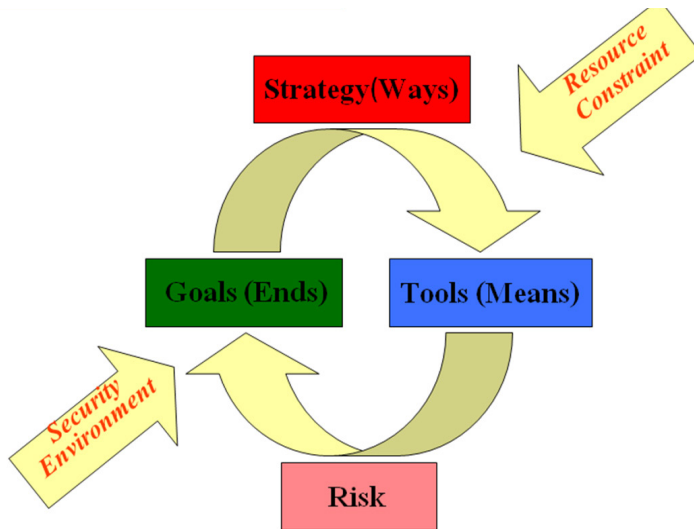 Strategy(Ways)
Resource
Constraint
Goals (Ends)
Tools (Means)
Security
Environment
Risk